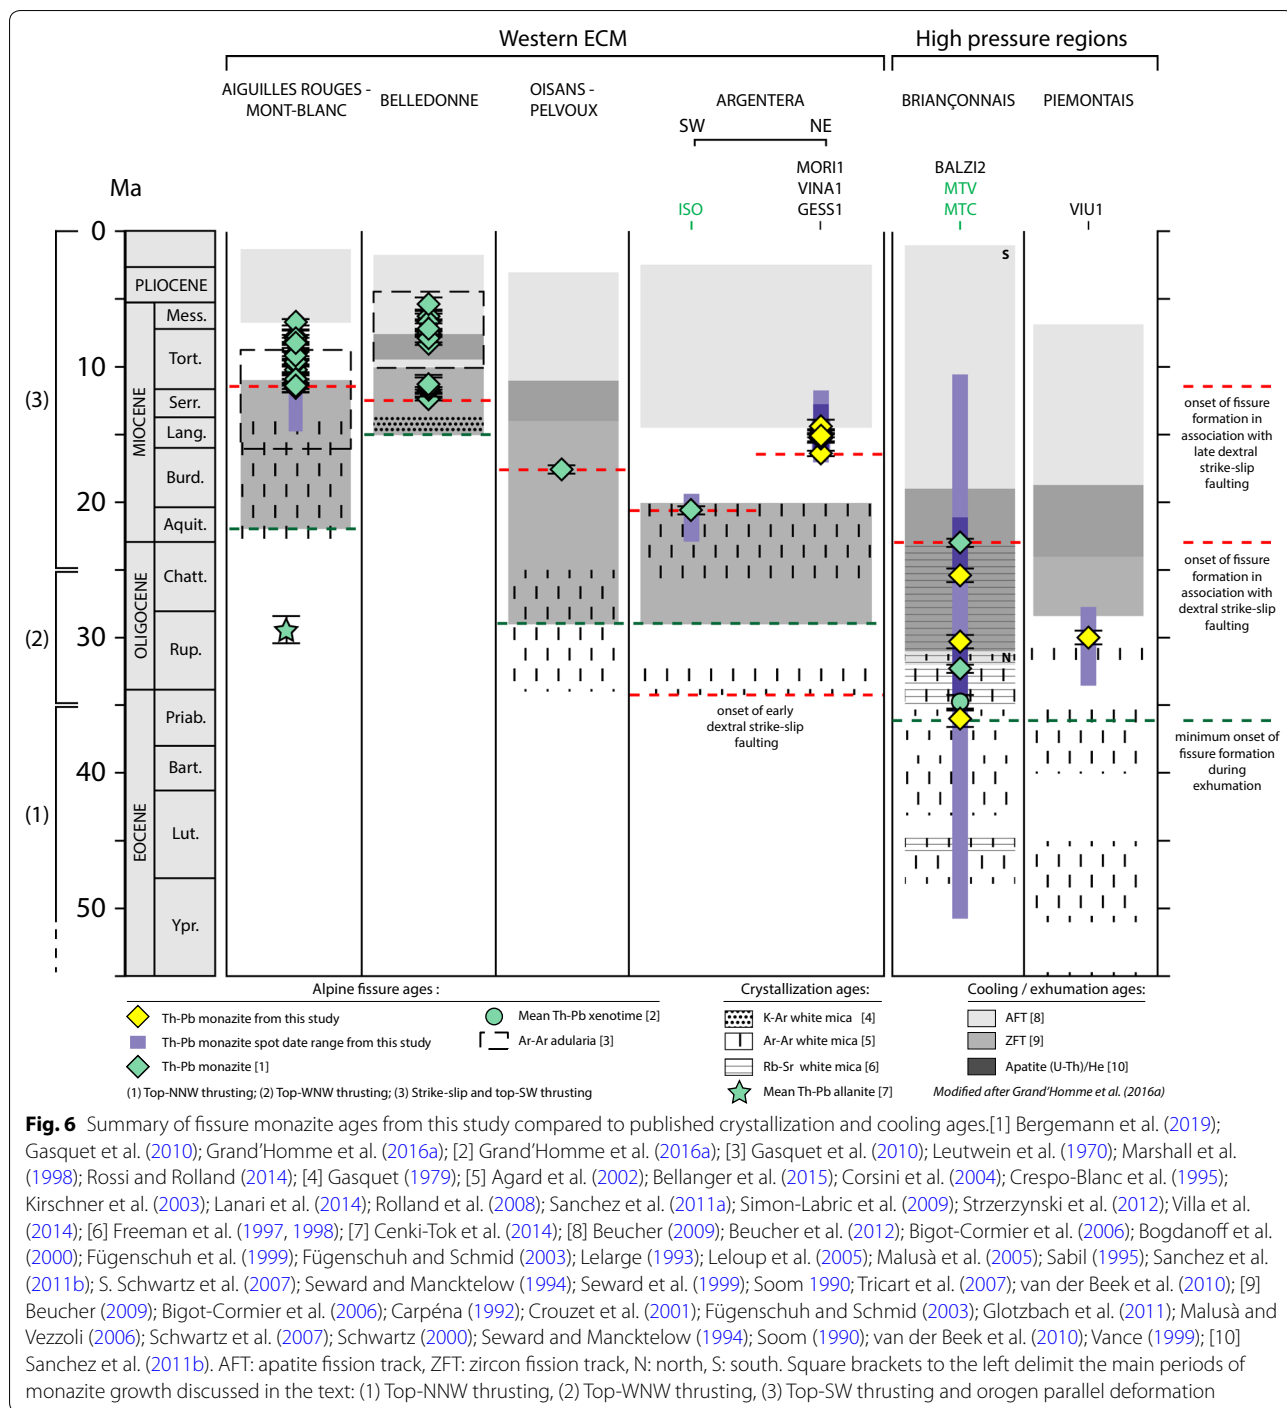 Western ECM
High pressure regions
AIGUILLES ROUGES -
MONT-BLANC
BELLEDONNE
OISANS -
PELVOUX
ARGENTERA
BRIANÇONNAIS
PIEMONTAIS
SW
NE
MORI1
VINA1
GESS1
BALZI2
MTV
MTC
ISO
VIU1
Ma
0
10
20
30
40
50
(3)
(2)
(1)
MIOCENE
OLIGOCENE
EOCENE
PLIOCENE
Mess.
Tort.
Serr.
Lang.
Burd.
Aquit.
Chatt.
Rup.
Priab.
Bart.
Lut.
Ypr.
S
N
onset of early
dextral strike-slip
faulting
onset of fissure
formation in
association with
late dextral
strike-slip
faulting
onset of fissure
formation in
association with
dextral strike-slip
faulting
minimum onset of
fissure formation
during
exhumation
Alpine fissure ages :
Th-Pb monazite from this study
Th-Pb monazite spot date range from this study
Th-Pb monazite [1]
Mean Th-Pb xenotime [2]
Ar-Ar adularia [3]
(1) Top-NNW thrusting; (2) Top-WNW thrusting; (3) Strike-slip and top-SW thrusting
Crystallization ages:
K-Ar white mica [4]
Ar-Ar white mica [5]
Rb-Sr white mica [6]
Mean Th-Pb allanite [7]
Cooling / exhumation ages:
AFT [8]
ZFT [9]
Apatite (U-Th)/He [10]
Modified after Grand'Homme et al. (2016a)
Fig. 6 Summary of fissure monazite ages from this study compared to published crystallization and cooling ages.[1] Bergemann et al. (2019);
Gasquet et al. (2010); Grand'Homme et al. (2016a); [2] Grand'Homme et al. (2016a); [3] Gasquet et al. (2010); Leutwein et al. (1970); Marshall et al.
(1998); Rossi and Rolland (2014); [4] Gasquet (1979); [5] Agard et al. (2002); Bellanger et al. (2015); Corsini et al. (2004); Crespo-Blanc et al. (1995);
Kirschner et al. (2003); Lanari et al. (2014); Rolland et al. (2008); Sanchez et al. (2011a); Simon-Labric et al. (2009); Strzerzynski et al. (2012); Villa et al.
(2014); [6] Freeman et al. (1997, 1998); [7] Cenki-Tok et al. (2014); [8] Beucher (2009); Beucher et al. (2012); Bigot-Cormier et al. (2006); Bogdanoff et al.
(2000); Fügenschuh et al. (1999); Fügenschuh and Schmid (2003); Lelarge (1993); Leloup et al. (2005); Malusà et al. (2005); Sabil (1995); Sanchez et al.
(2011b); S. Schwartz et al. (2007); Seward and Mancktelow (1994); Seward et al. (1999); Soom 1990; Tricart et al. (2007); van der Beek et al. (2010); [9]
Beucher (2009); Bigot-Cormier et al. (2006); Carpéna (1992); Crouzet et al. (2001); Fügenschuh and Schmid (2003); Glotzbach et al. (2011); Malusà and
Vezzoli (2006); Schwartz et al. (2007); Schwartz (2000); Seward and Mancktelow (1994); Soom (1990); van der Beek et al. (2010); Vance (1999); [10]
Sanchez et al. (2011b). AFT: apatite fission track, ZFT: zircon fission track, N: north, S: south. Square brackets to the left delimit the main periods of
monazite growth discussed in the text: (1) Top-NNW thrusting, (2) Top-WNW thrusting, (3) Top-SW thrusting and orogen parallel deformation